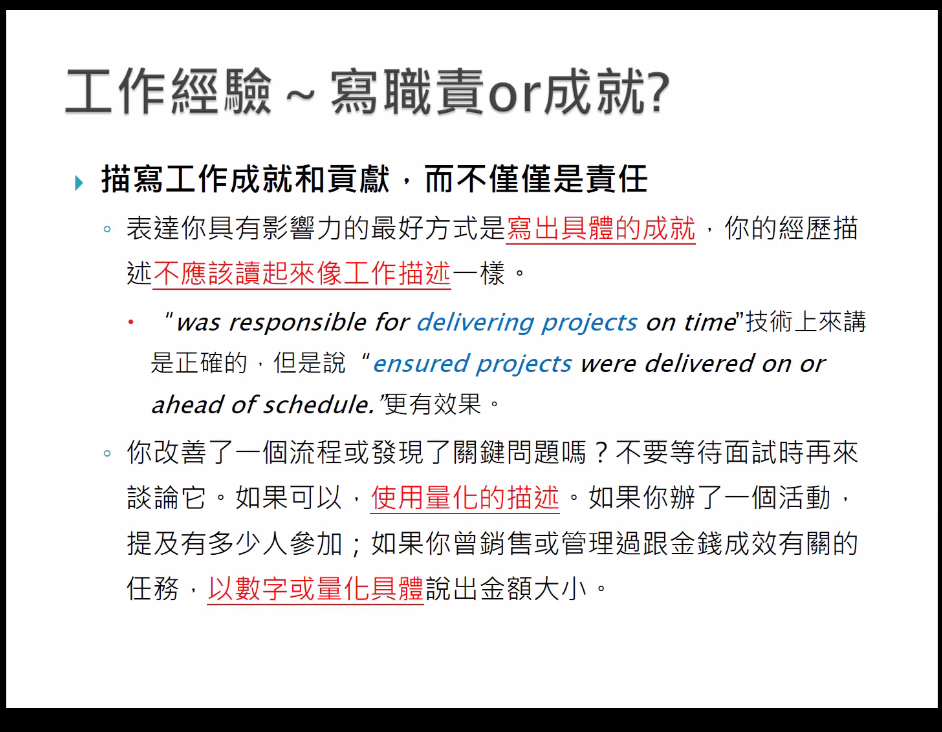 工作經驗～寫職責or成就?
描寫工作成就和貢獻，而不僅僅是責任
表達你具有影響力的最好方式是寫出具體的成就，你的經歷描
述不應該讀起來像工作描述一樣。
“was responsible for delivering projects on time”技術上來講
是正確的，但是說“ensured projects were delivered on or
ahead of schedule.”更有效果。
你改善了一個流程或發現了關鍵問題嗎？不要等待面試時再來
談論它。如果可以，使用量化的描述。如果你辦了一個活動，
提及有多少人參加；如果你曾銷售或管理過跟金錢成效有關的
任務，以數字或量化具體說出金額大小。